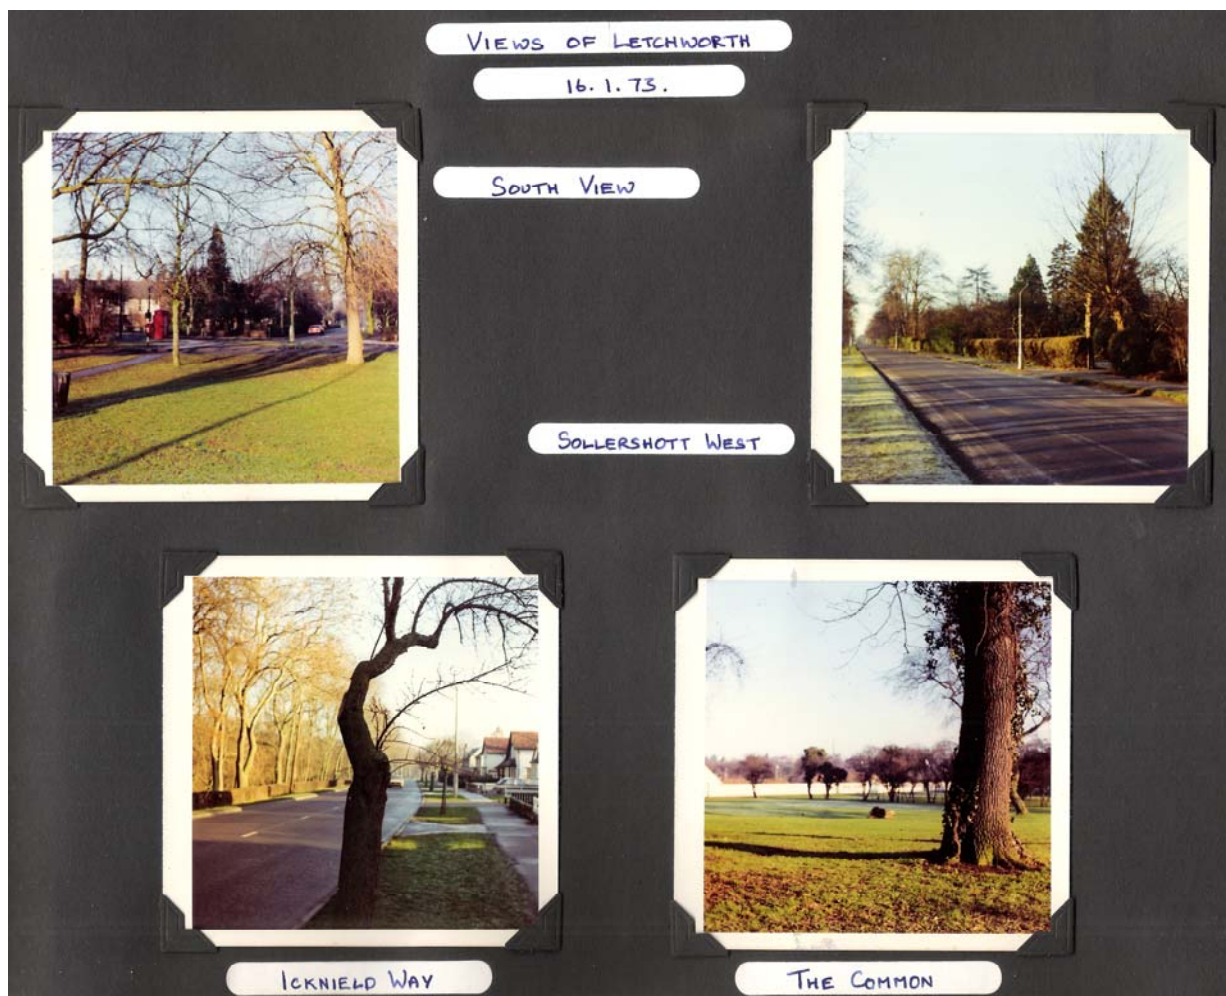 VIEWS OF LETCHWORTH
16.1.73.
SOUTH VIEW
SOLLERSHOTT WEST
ICKNIELD WAY
THE COMMON